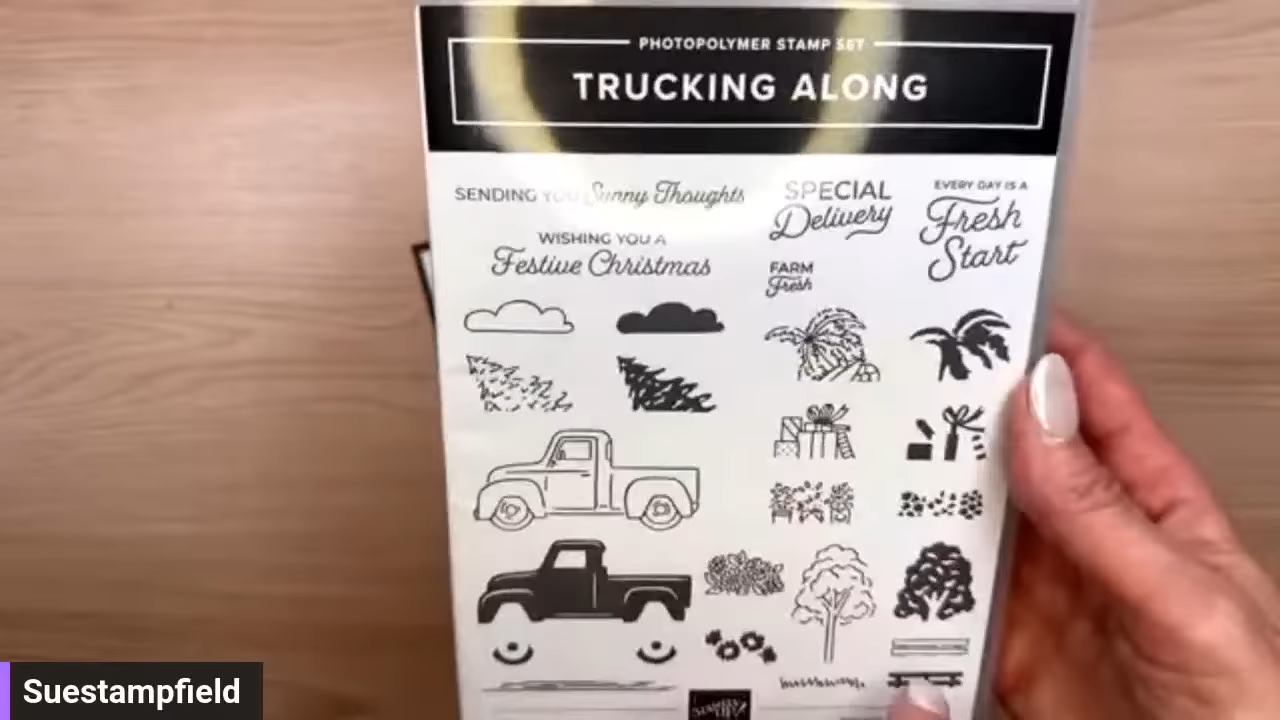 PHOTOPOLYMER STAMP SET
TRUCKING ALONG
SENDING YOU Sunny Thoughts
WISHING YOU A
Festive Christmas
SPECIAL
Delivery
FARM
Fresh
EVERY DAY IS A
Fresh
Start
Suestampfield